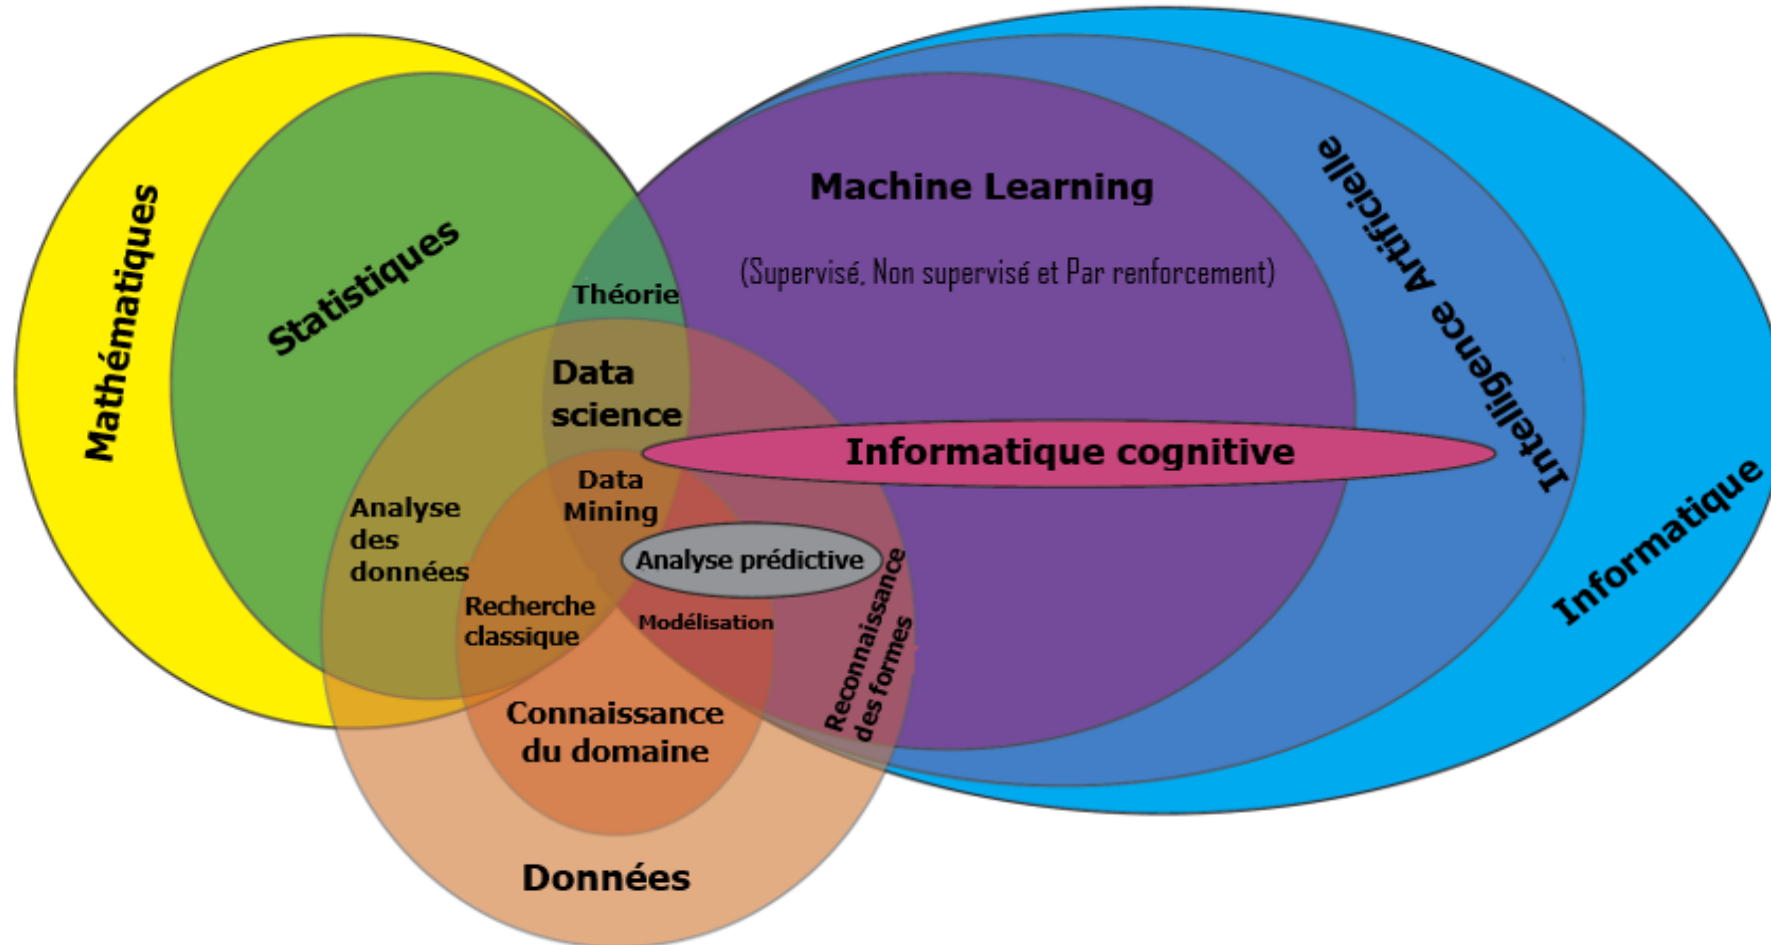 Mathématiques
Statistiques
Machine Learning
(Supervisé, Non supervisé et Par renforcement)
Intelligence Artificielle
Informatique
Théorie
Data
science
Informatique cognitive
Data
Mining
Analyse
des
données
Analyse prédictive
Recherche
classique
Modélisation
Reconnaissance
des formes
Connaissance
du domaine
Données